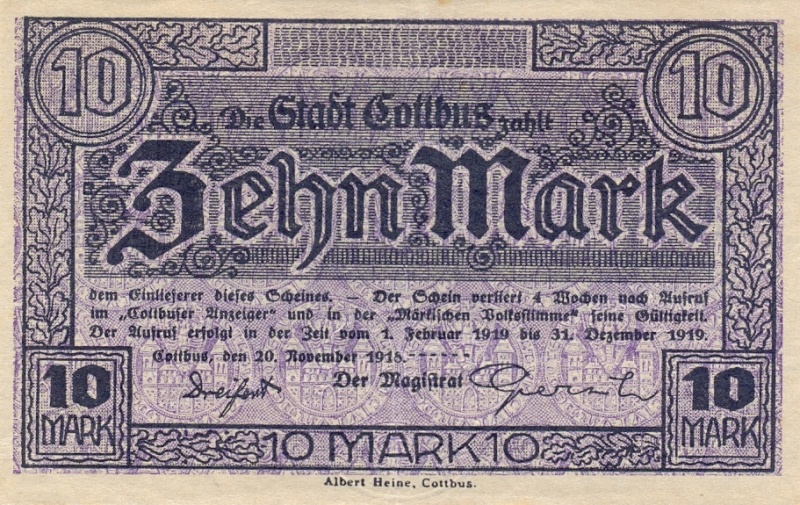 10 10
Die Stadt Cottbus zahlt
Zehn Mark
dem Einlieferer dieses Scheines. — Der Schein verliert 4 Wochen nach Aufruf
im „Cottbuser Anzeiger“ und in der „Märkischen Volksstimme“ seine Gültigkeit.
Der Aufruf erfolgt in der Zeit vom 1. Februar 1919 bis 31. Dezember 1919.
Cottbus, den 20. November 1918.------
Der Magistrat
10 MARK
10 MARK 10
10 MARK
Albert Heine, Cottbus.